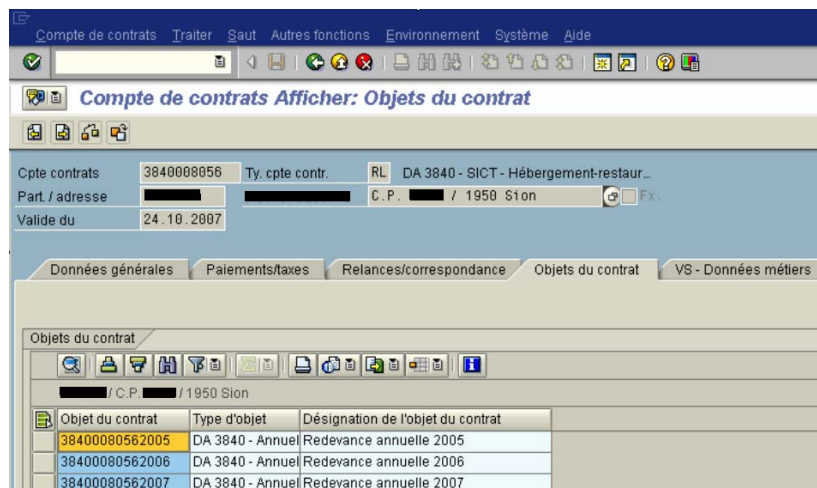 Compte de contrats Traiter Saut Autres fonctions Environnement Système Aide
Compte de contrats Afficher: Objets du contrat
Cpte contrats 3840008056 Ty. cpte contr. RL DA 3840 - SICT - Hébergement-restaur...
Part. / adresse C.P. / 1950 Sion Fx.
Valide du 24.10.2007
Données générales Paiements/taxes Relances/correspondance Objets du contrat VS - Données métiers
Objets du contrat
/ C.P. / 1950 Sion
Objet du contrat Type d'objet Désignation de l'objet du contrat
38400080562005 DA 3840 - Annuel Redevance annuelle 2005
38400080562006 DA 3840 - Annuel Redevance annuelle 2006
38400080562007 DA 3840 - Annuel Redevance annuelle 2007